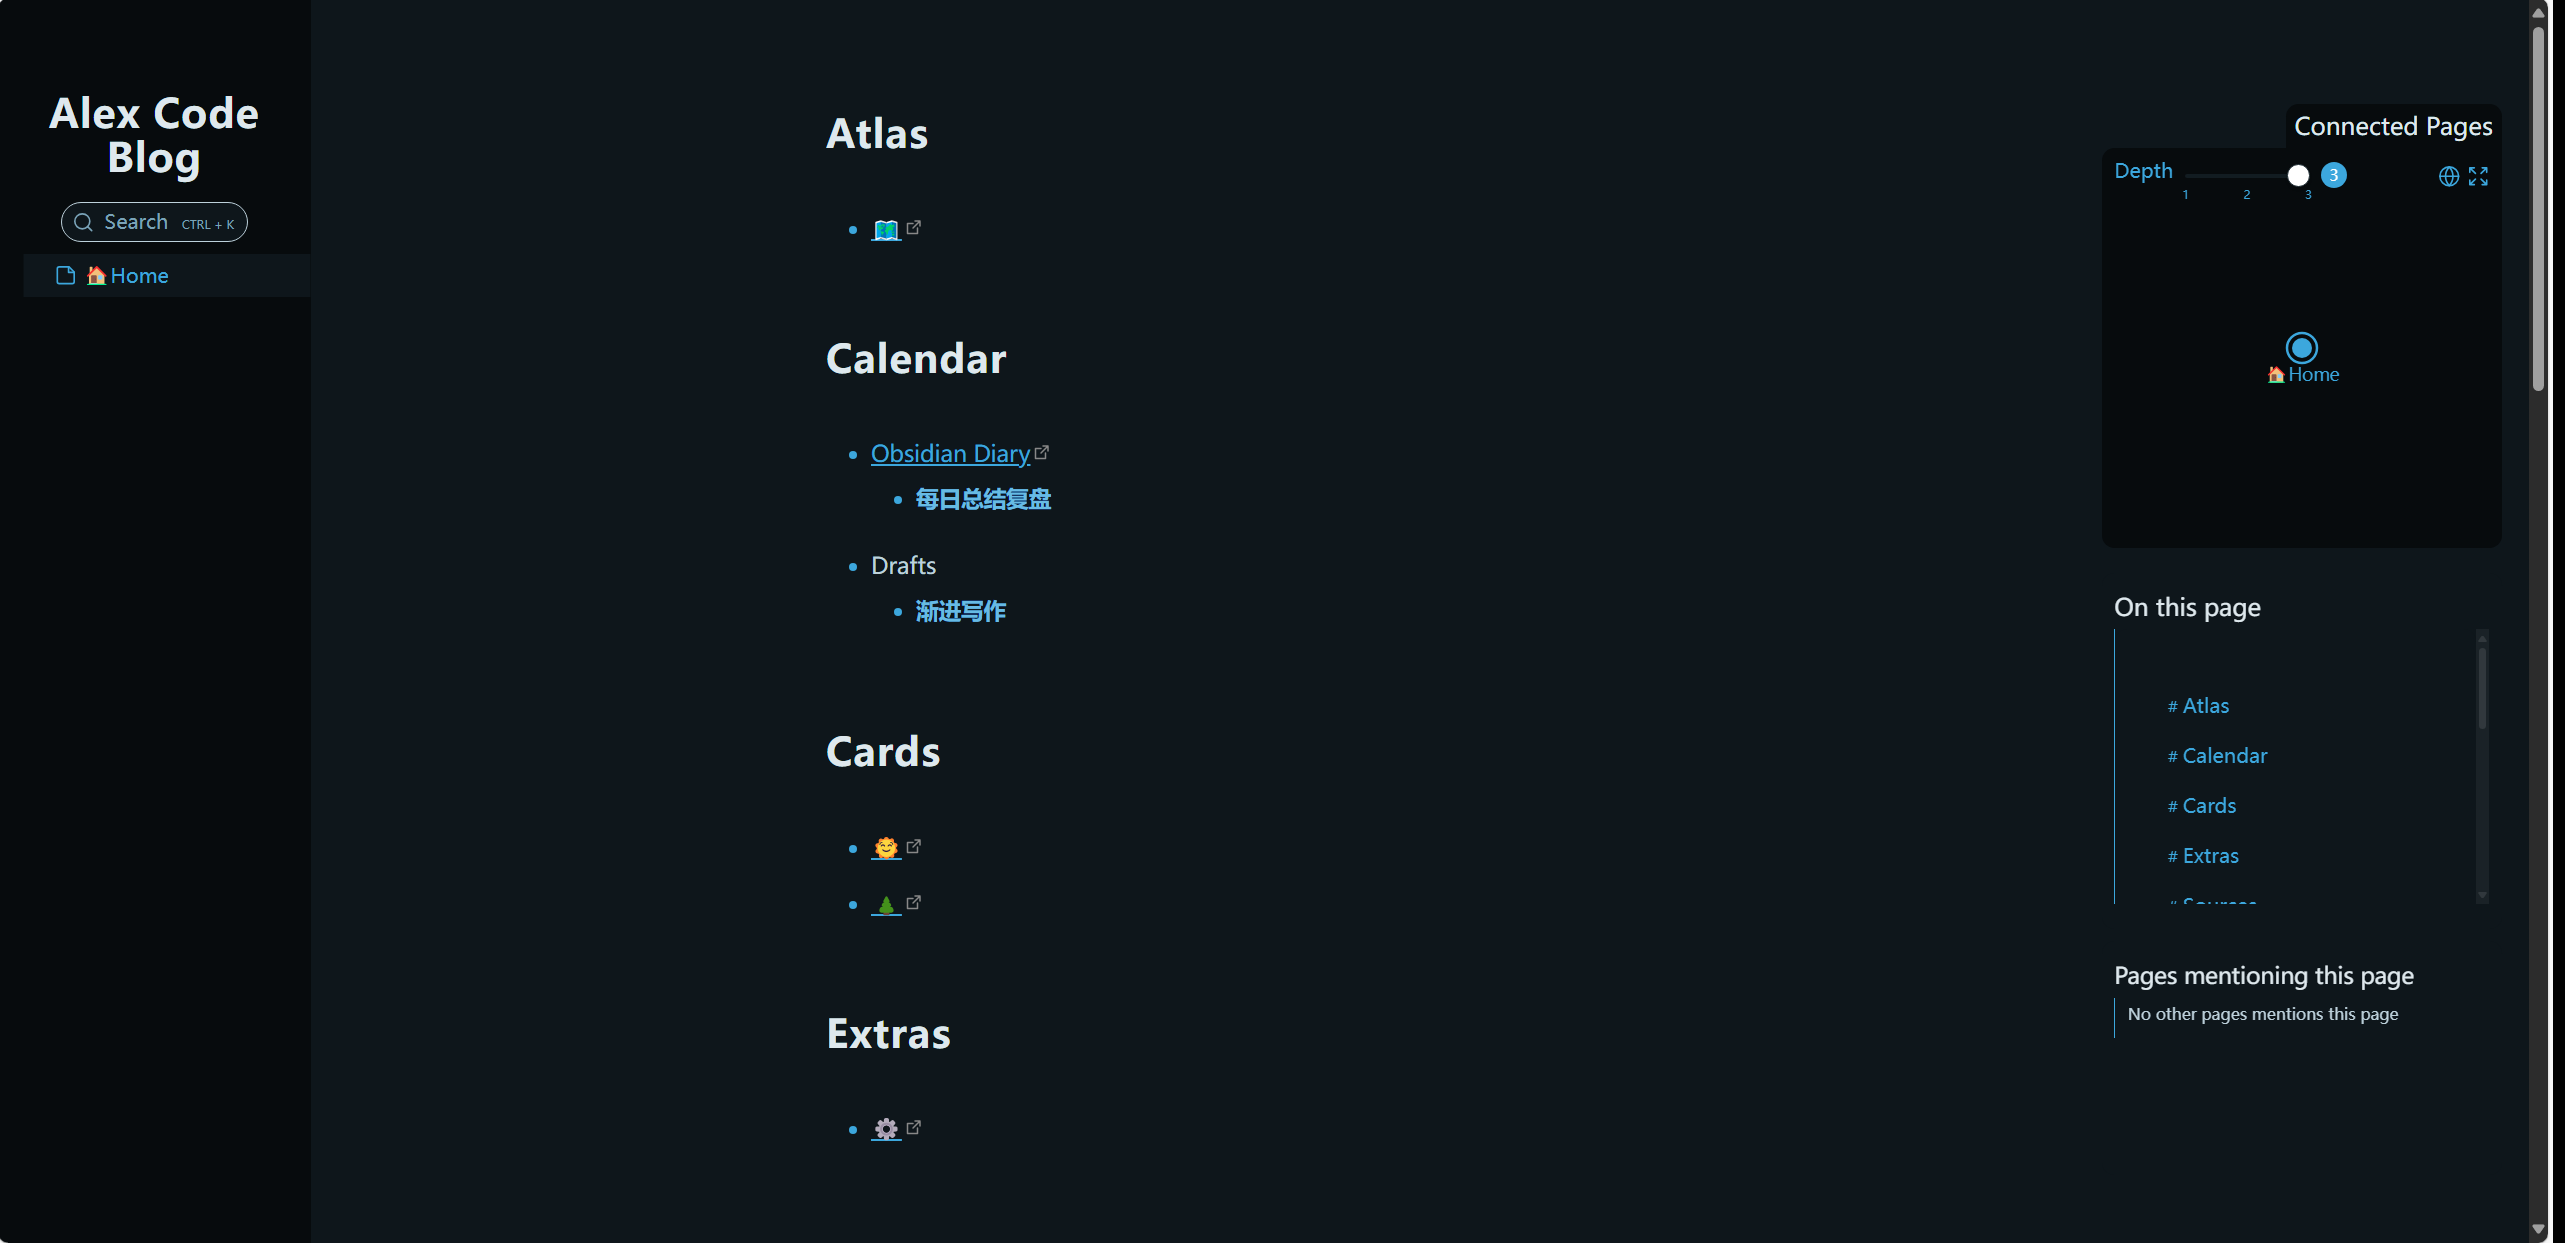 Alex Code
Blog
Search CTRL + K
🏠Home
Atlas
Calendar
Obsidian Diary
每日总结复盘
Drafts
渐进写作
Cards
Extras
Connected Pages
Depth
3
1 2 3
🏠Home
On this page
# Atlas
# Calendar
# Cards
# Extras
# Sources
Pages mentioning this page
No other pages mentions this page